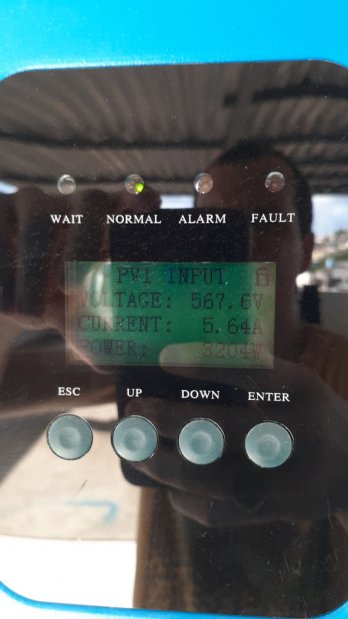 WAIT NORMAL ALARM FAULT
PV1 INPUT
VOLTAGE: 567.6V
CURRENT: 5.64A
POWER: 3204W
ESC UP DOWN ENTER